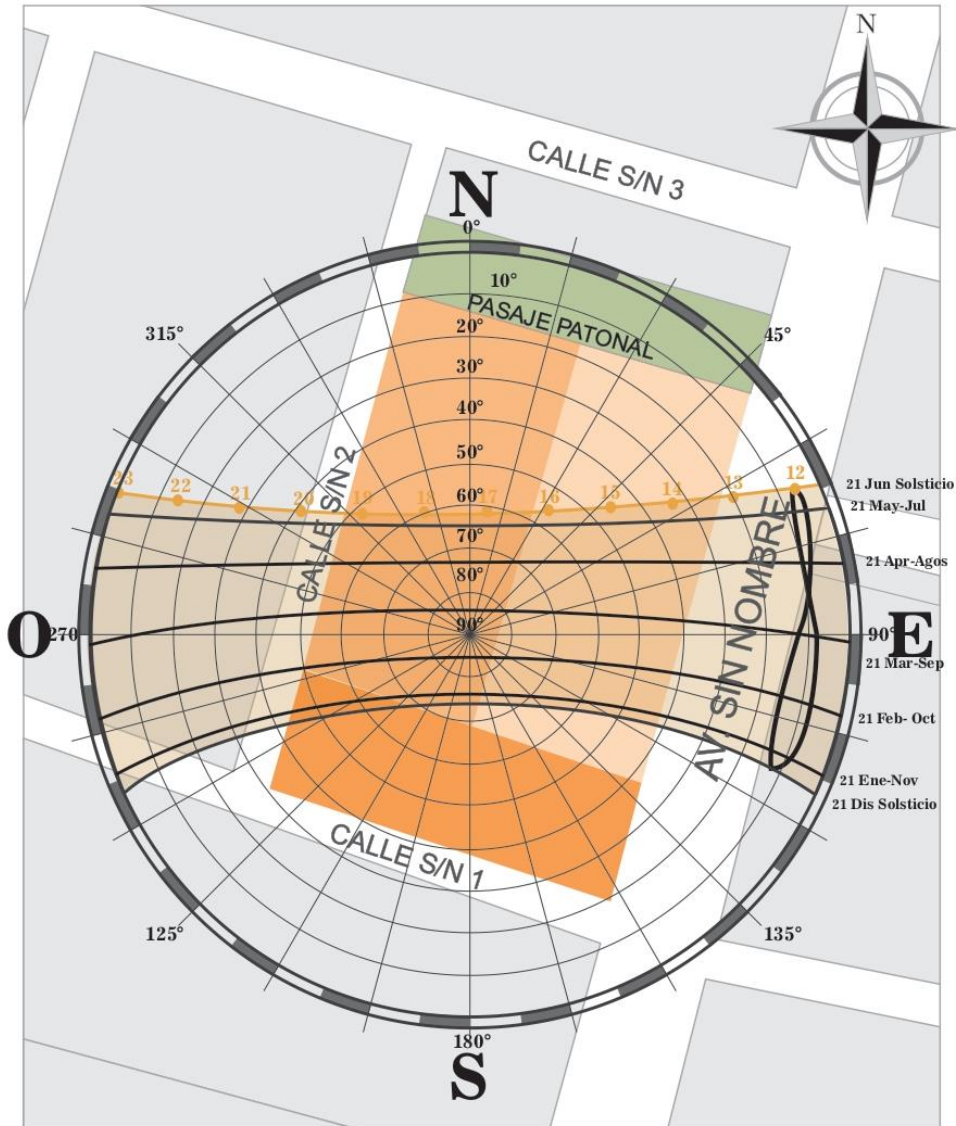 N
CALLE S/N 3
N
0°
10°
PASAJE PATONAL
20°
315°
45°
30°
40°
50°
CALLE S/N 2
60°
23
22
21
20
19
18
17
16
15
14
13
12
21 Jun Solsticio
21 May-Jul
70°
21 Apr-Agos
80°
AV. SIN NOMBRE
90°
O
270
90°
E
21 Mar-Sep
21 Feb- Oct
21 Ene-Nov
21 Dis Solsticio
CALLE S/N 1
125°
135°
180°
S